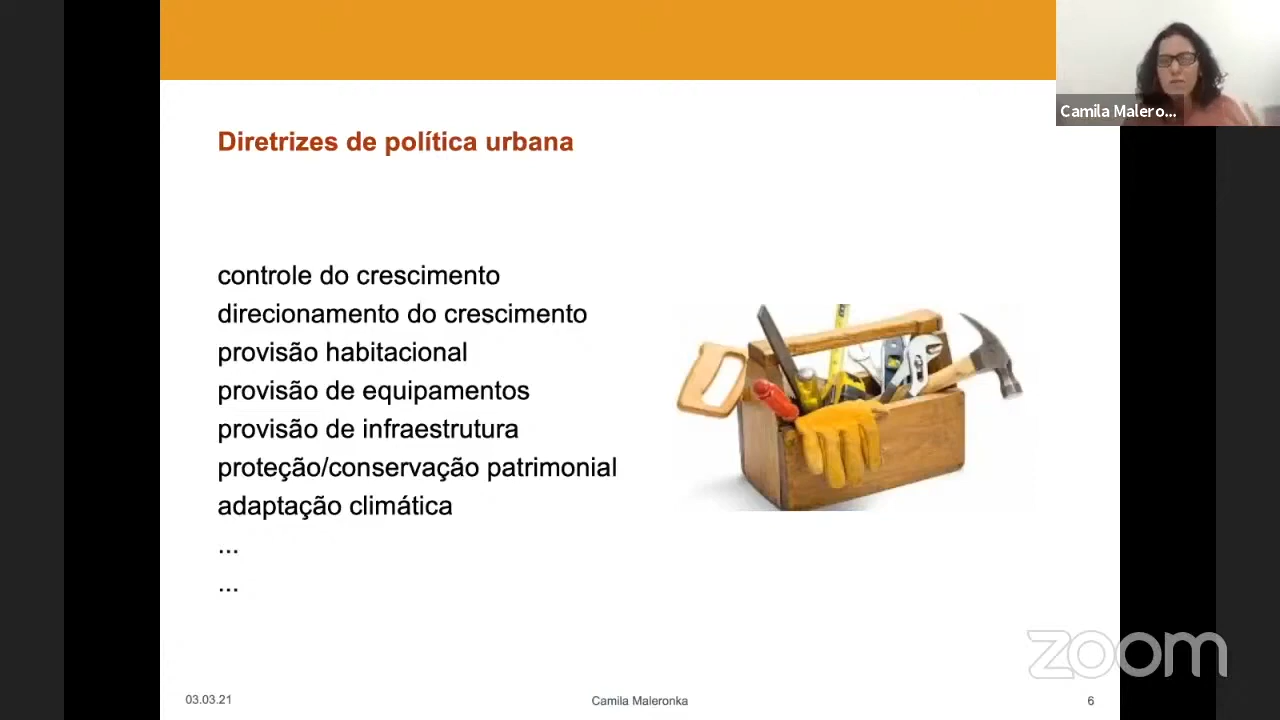 Camila Malero...
Diretrizes de política urbana
controle do crescimento
direcionamento do crescimento
provisão habitacional
provisão de equipamentos
provisão de infraestrutura
proteção/conservação patrimonial
adaptação climática
...
...
zoom
03.03.21
Camila Maleronka
6